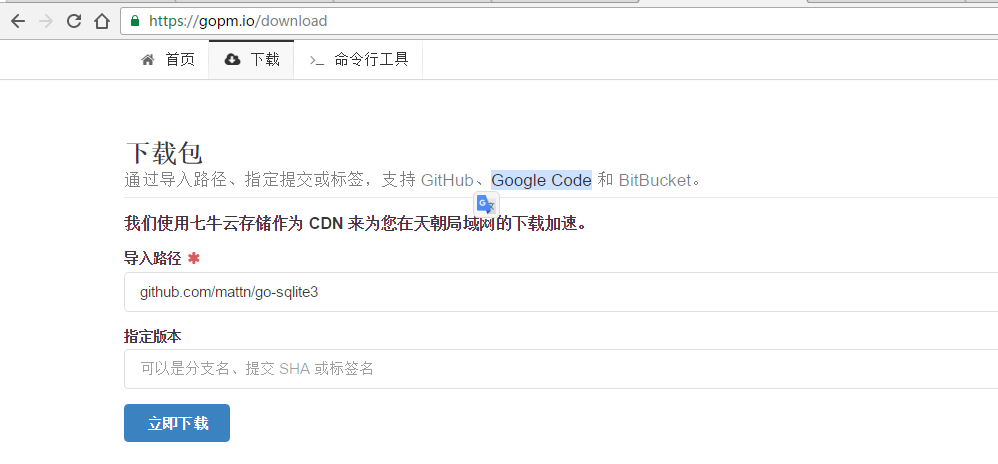 https://gopm.io/download
首页 下载 命令行工具
下载包
通过导入路径、指定提交或标签，支持 GitHub、Google Code 和 BitBucket。
我们使用七牛云存储作为 CDN 来为您在天朝局域网的下载加速。
导入路径 *
github.com/mattn/go-sqlite3
指定版本
可以是分支名、提交 SHA 或标签名
立即下载